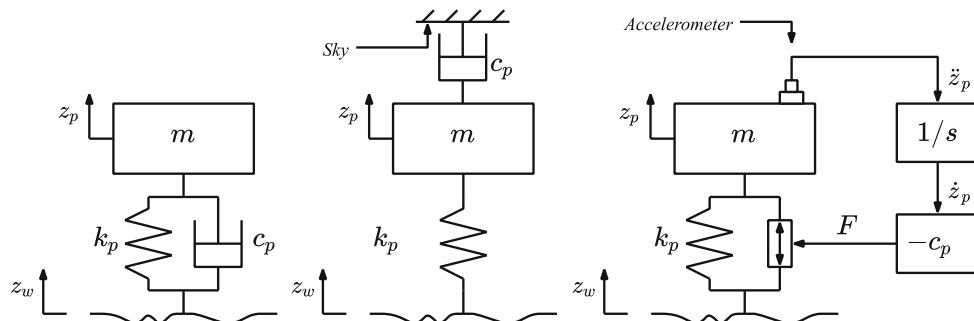 z_p
m
k_p
c_p
z_w
Sky
c_p
z_p
m
k_p
z_w
Accelerometer
z̈_p
z_p
m
1/s
ż_p
k_p
F
−c_p
z_w